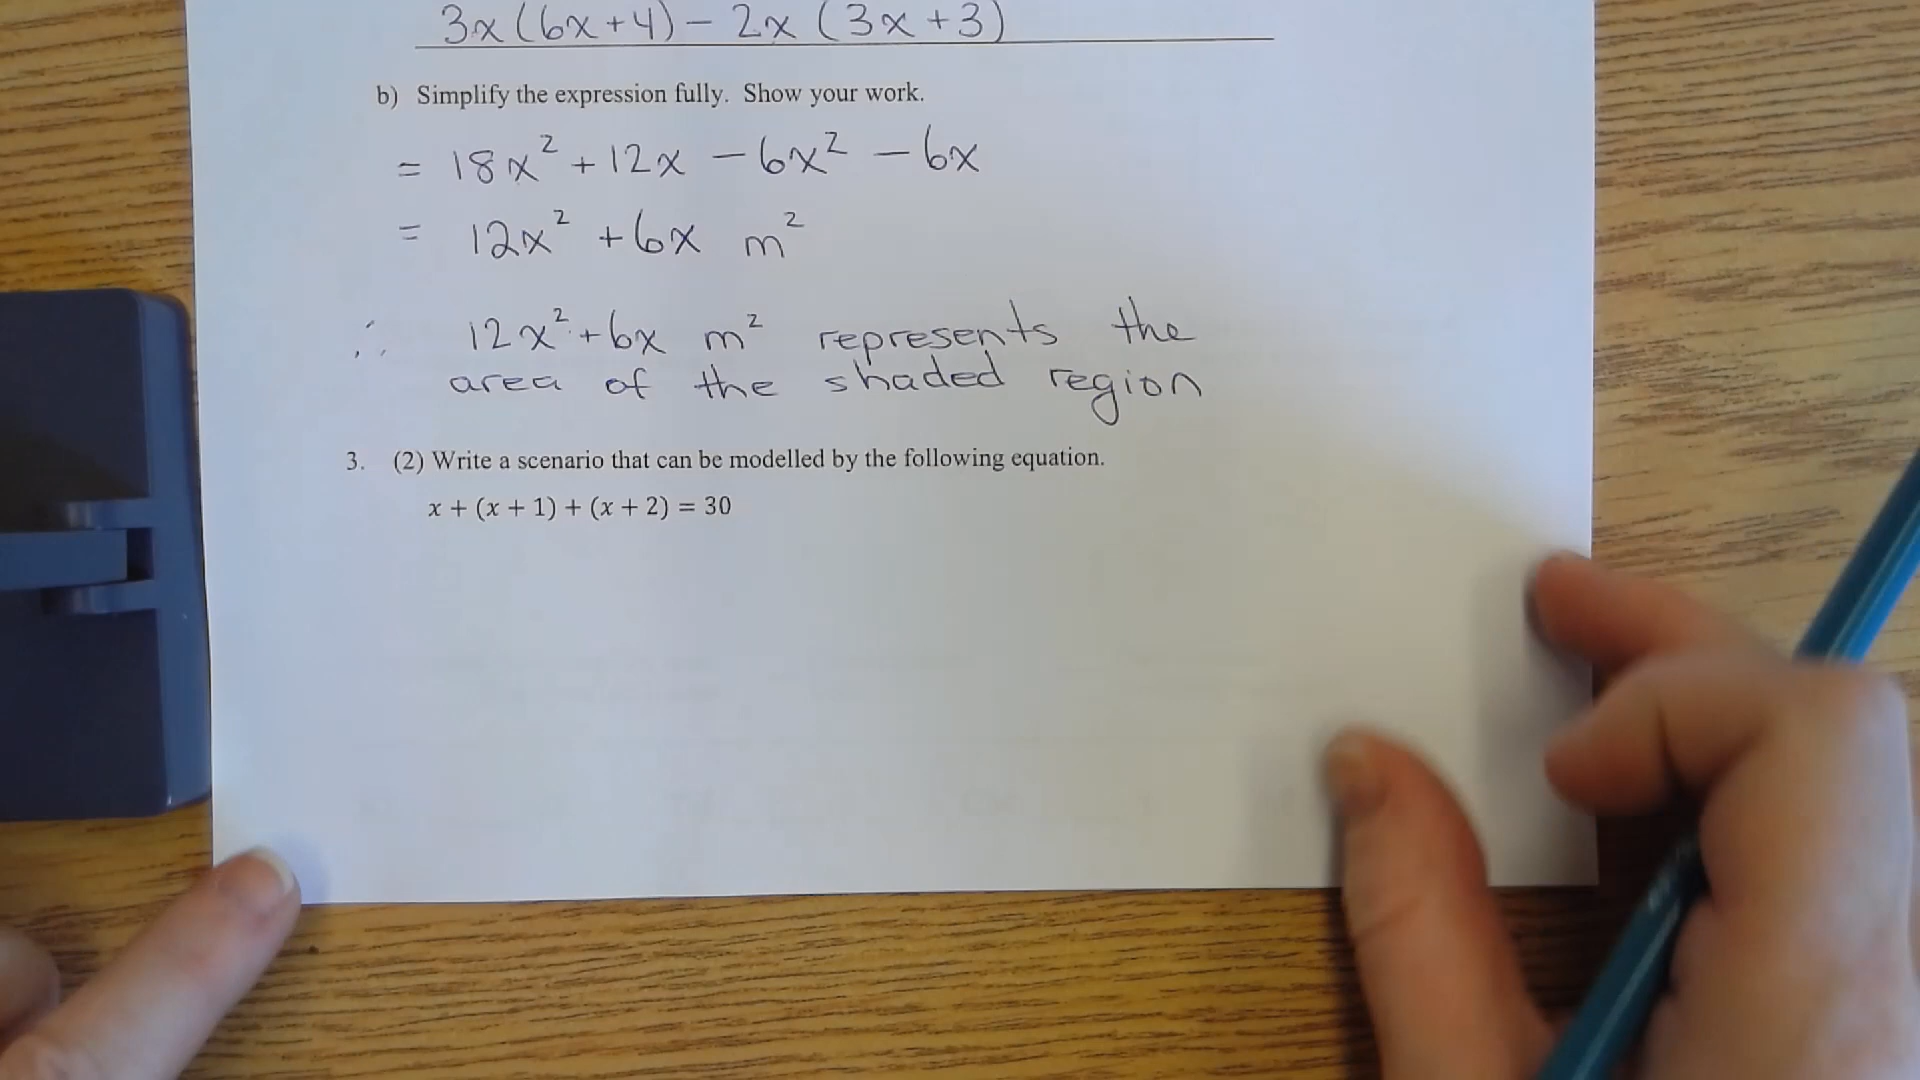 3x(6x+4) - 2x (3x+3)
b) Simplify the expression fully. Show your work.
= 18x² + 12x - 6x² - 6x
= 12x² + 6x m²
∴ 12x² + 6x m² represents the
area of the shaded region
3. (2) Write a scenario that can be modelled by the following equation.
x + (x + 1) + (x + 2) = 30